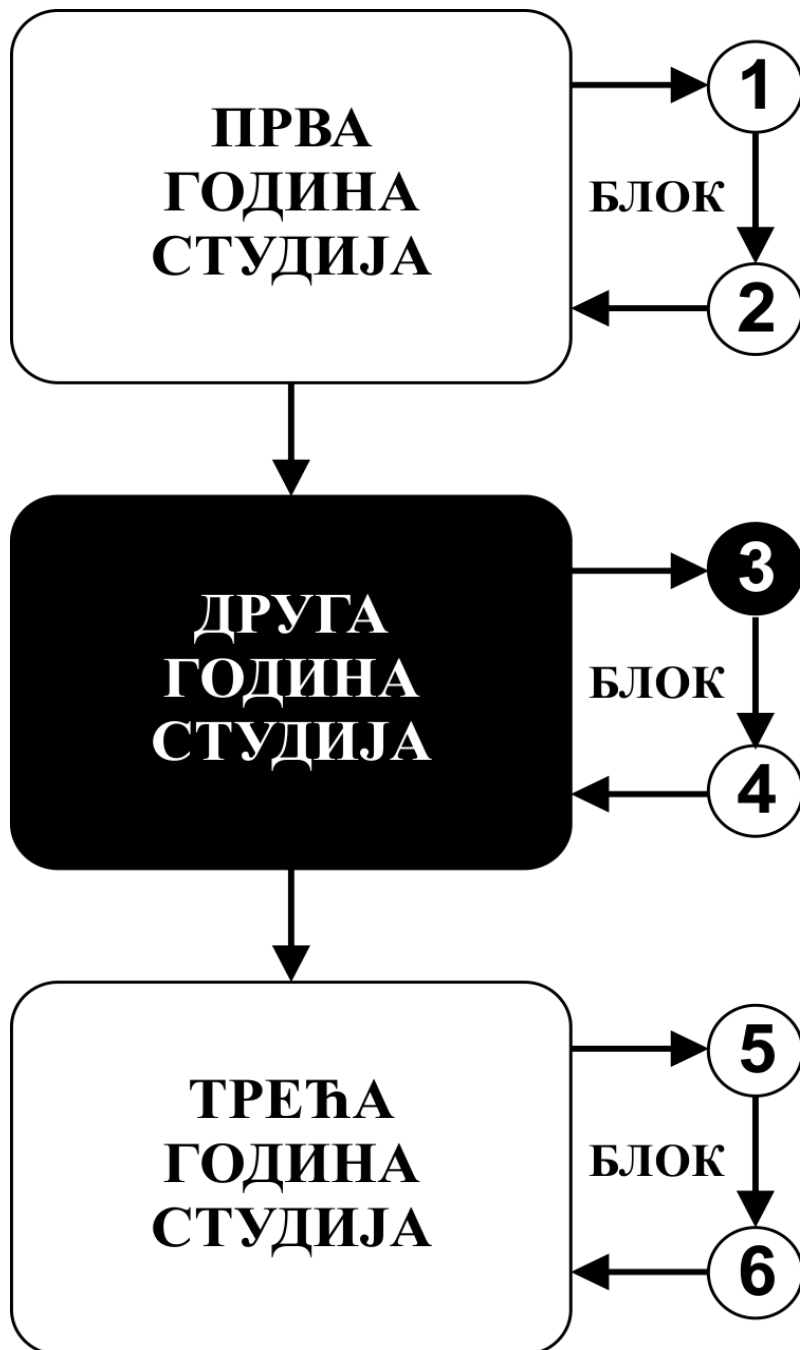 ПРВА
ГОДИНА
СТУДИЈА
1
БЛОК
2
ДРУГА
ГОДИНА
СТУДИЈА
3
БЛОК
4
ТРЕЋА
ГОДИНА
СТУДИЈА
5
БЛОК
6